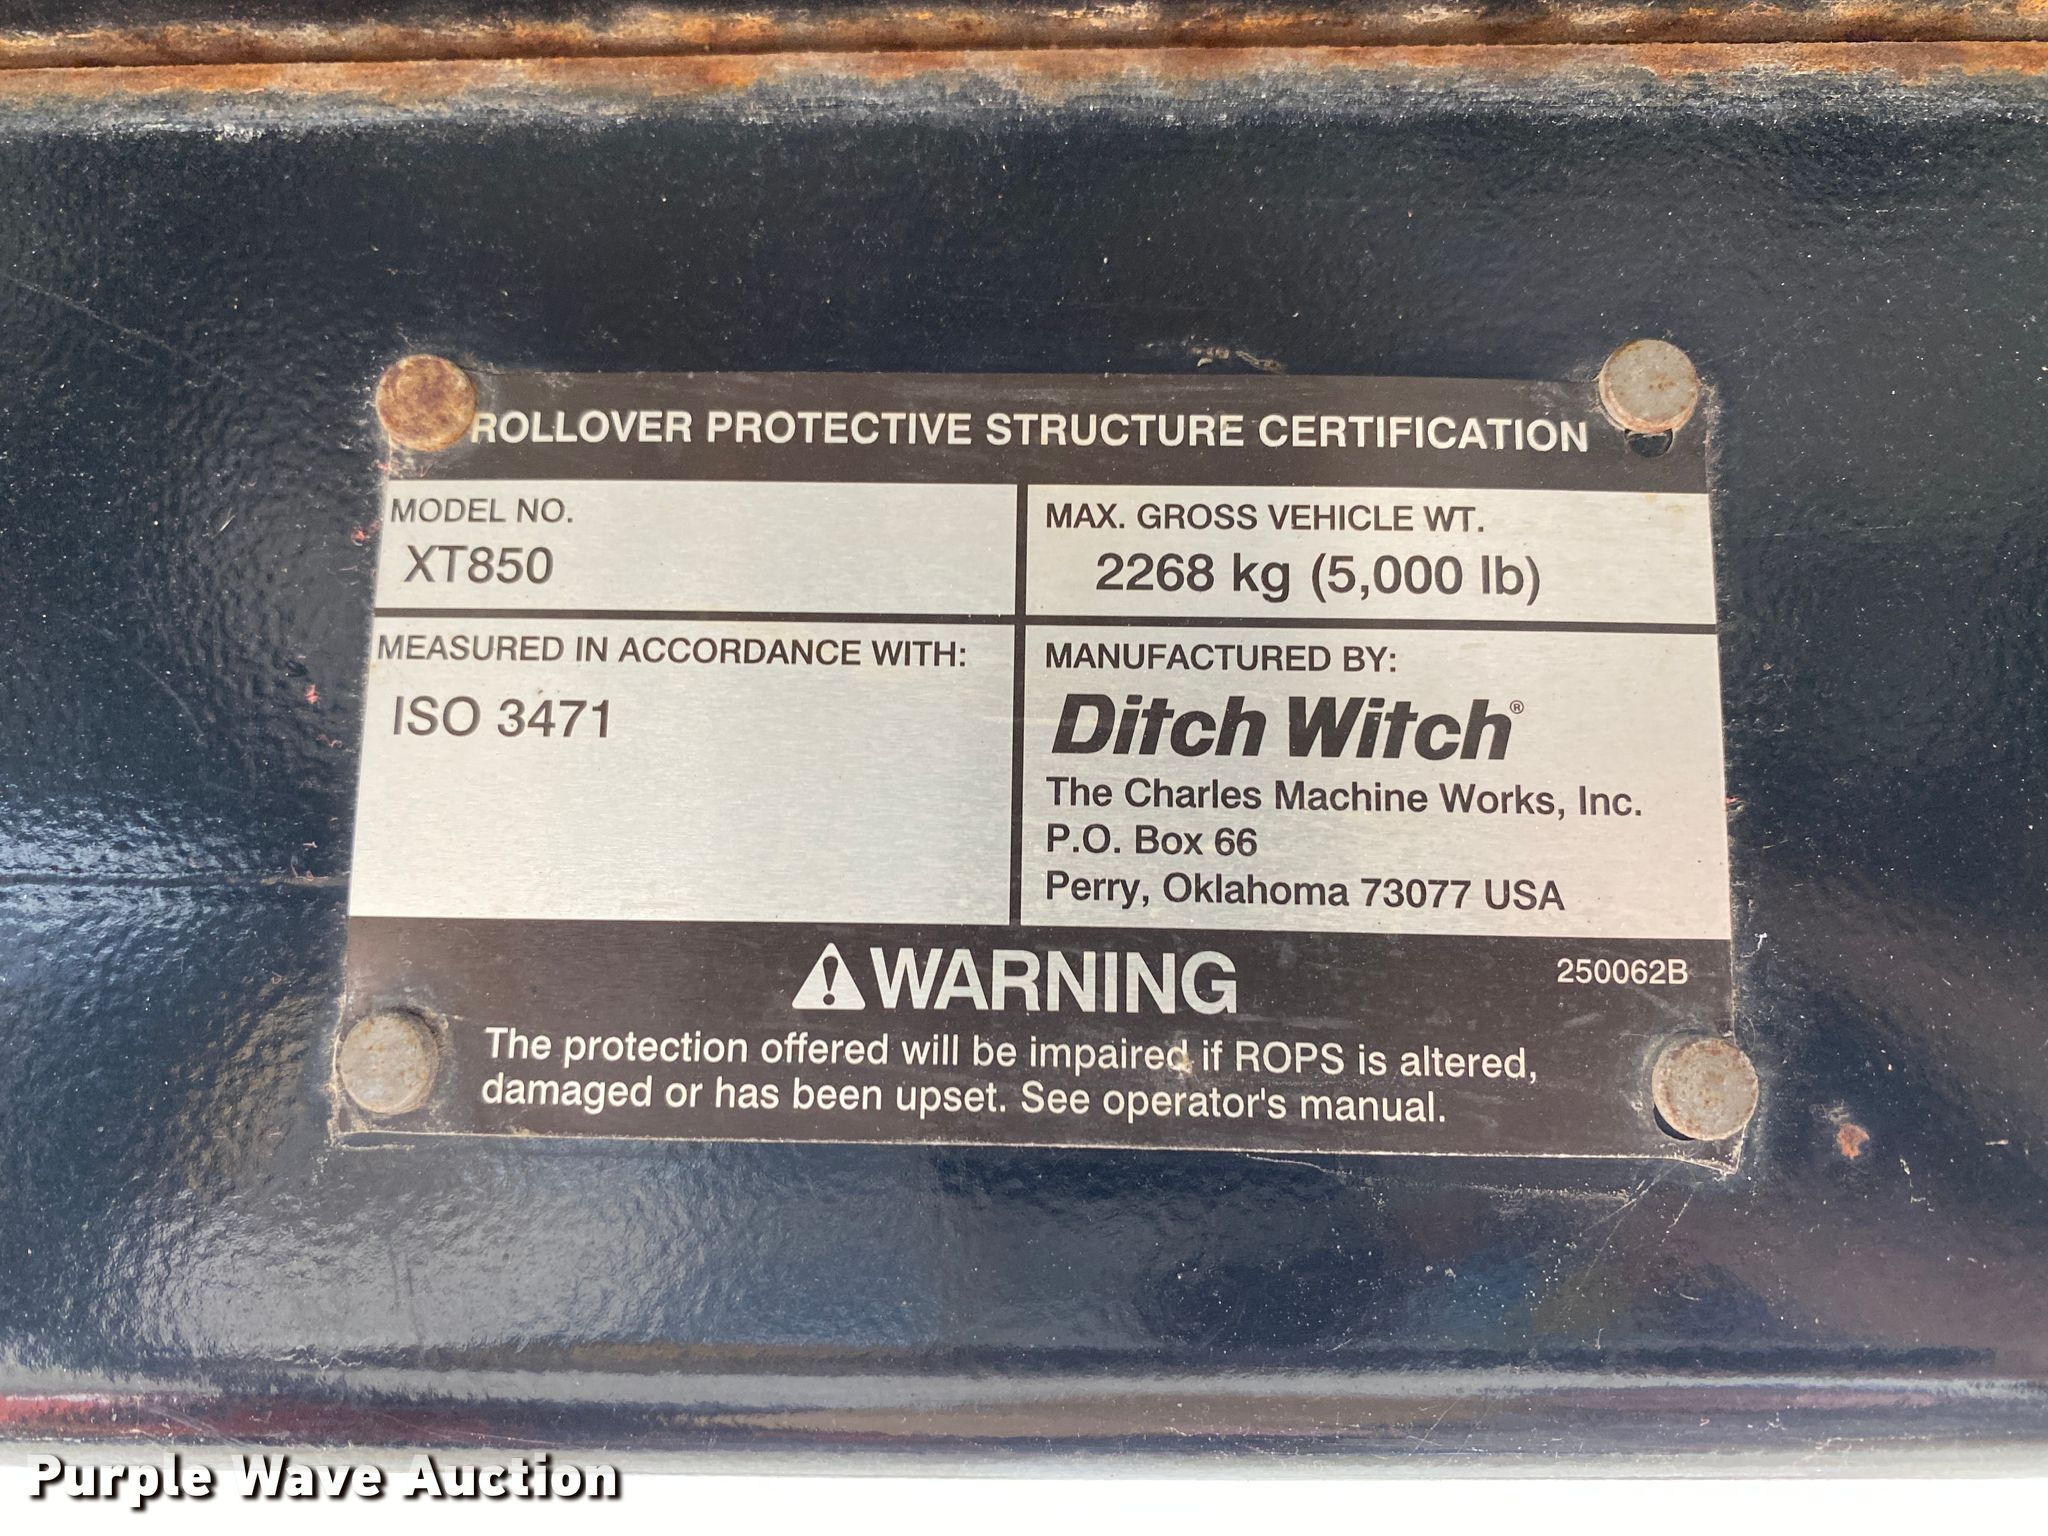 ROLLOVER PROTECTIVE STRUCTURE CERTIFICATION
MODEL NO.
XT850
MAX. GROSS VEHICLE WT.
2268 kg (5,000 lb)
MEASURED IN ACCORDANCE WITH:
ISO 3471
MANUFACTURED BY:
Ditch Witch®
The Charles Machine Works, Inc.
P.O. Box 66
Perry, Oklahoma 73077 USA
WARNING
250062B
The protection offered will be impaired if ROPS is altered,
damaged or has been upset. See operator's manual.
Purple Wave Auction